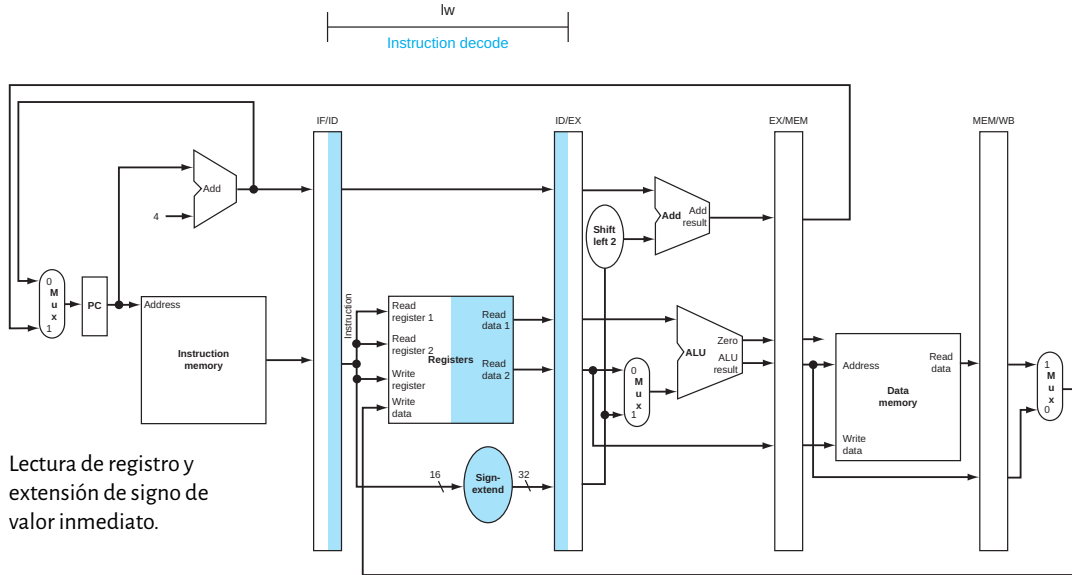 lw
Instruction decode
IF/ID
ID/EX
EX/MEM
MEM/WB
Add
4
Add
Add
result
Shift
left 2
0
M
u
x
1
PC
Address
Instruction
memory
Instruction
Read
register 1
Read
register 2
Write
register
Write
data
Registers
Read
data 1
Read
data 2
0
M
u
x
1
Zero
ALU
ALU
result
Address
Read
data
Data
memory
Write
data
1
M
u
x
0
16
Sign-
extend
32
Lectura de registro y
extensión de signo de
valor inmediato.